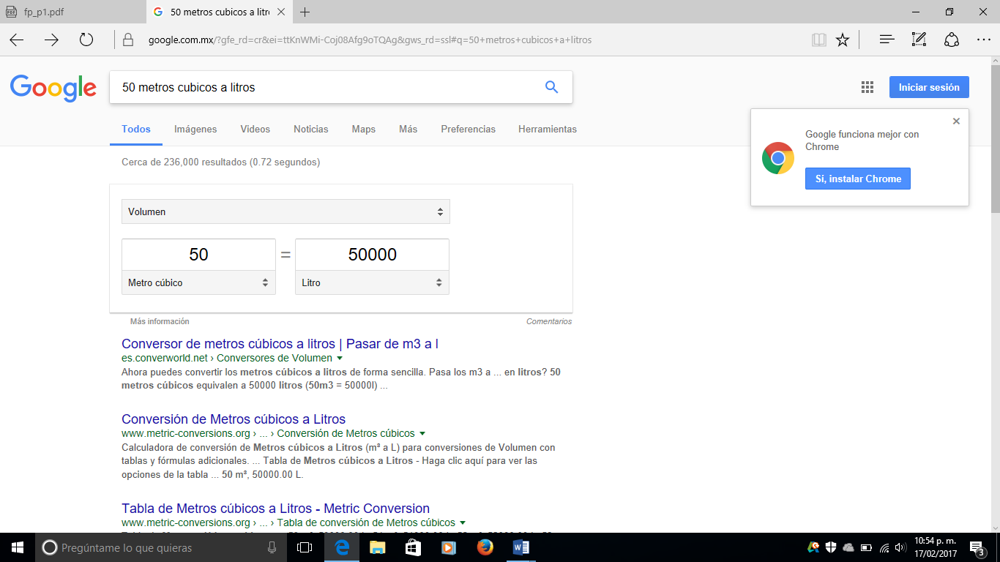 fp_p1.pdf
50 metros cubicos a litr
google.com.mx/?gfe_rd=cr&ei=ttKnWMi-Coj08Afg9oTQAg&gws_rd=ssl#q=50+metros+cubicos+a+litros
Google
50 metros cubicos a litros
Iniciar sesión
Todos
Imágenes
Videos
Noticias
Maps
Más
Preferencias
Herramientas
Google funciona mejor con
Chrome
Sí, instalar Chrome
Cerca de 236,000 resultados (0.72 segundos)
Volumen
50 = 50000
Metro cúbico
Litro
Más información
Comentarios
Conversor de metros cúbicos a litros | Pasar de m3 a l
es.converworld.net › Conversores de Volumen
Ahora puedes convertir los metros cúbicos a litros de forma sencilla. Pasa los m3 a ... en litros? 50
metros cúbicos equivalen a 50000 litros (50m3 = 50000l) ...
Conversión de Metros cúbicos a Litros
www.metric-conversions.org › ... › Conversión de Metros cúbicos
Calculadora de conversión de Metros cúbicos a Litros (m³ a L) para conversiones de Volumen con
tablas y fórmulas adicionales. ... Tabla de Metros cúbicos a Litros - Haga clic aquí para ver las
opciones de la tabla ... 50 m³, 50000.00 L.
Tabla de Metros cúbicos a Litros - Metric Conversion
www.metric-conversions.org › ... › Tabla de conversión de Metros cúbicos
Pregúntame lo que quieras
10:54 p. m.
17/02/2017
3